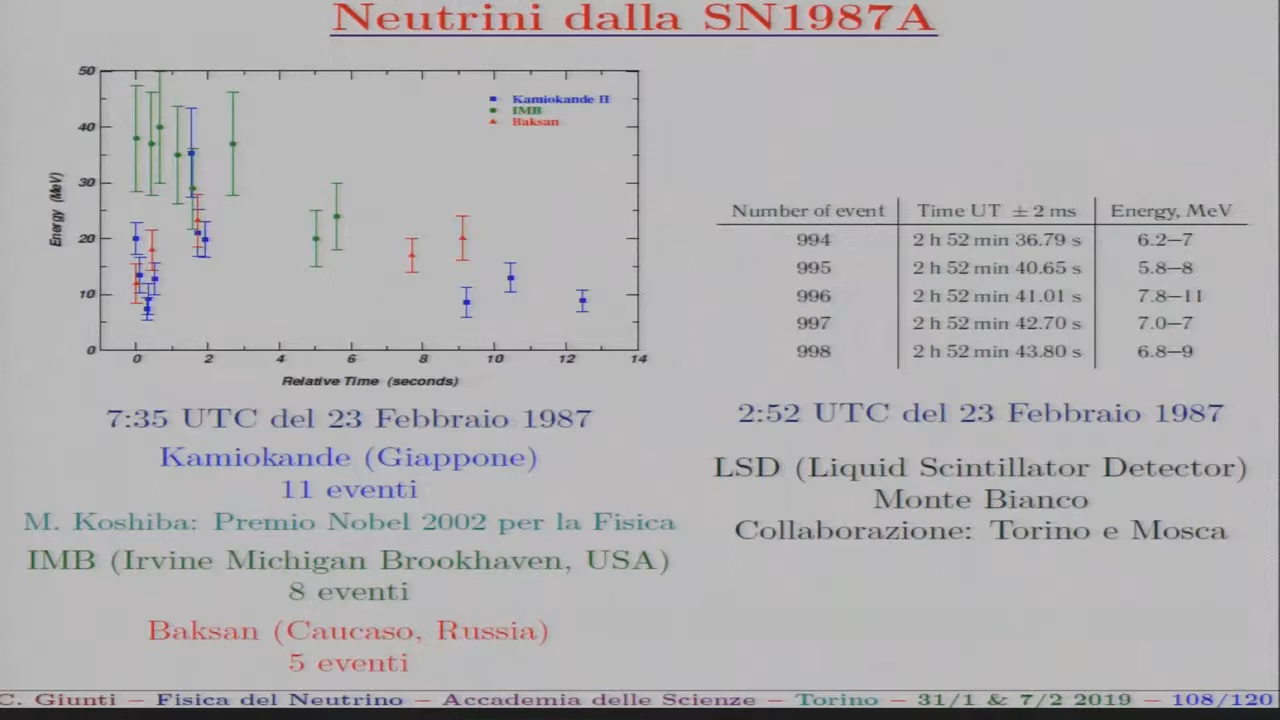 Neutrini dalla SN1987A
50
40
30
20
10
0
Energy (MeV)
Kamiokande II
IMB
Baksan
0 2 4 6 8 10 12 14
Relative Time (seconds)
7:35 UTC del 23 Febbraio 1987
Kamiokande (Giappone)
11 eventi
M. Koshiba: Premio Nobel 2002 per la Fisica
IMB (Irvine Michigan Brookhaven, USA)
8 eventi
Baksan (Caucaso, Russia)
5 eventi
Number of event Time UT ± 2 ms Energy, MeV
994 2 h 52 min 36.79 s 6.2–7
995 2 h 52 min 40.65 s 5.8–8
996 2 h 52 min 41.01 s 7.8–11
997 2 h 52 min 42.70 s 7.0–7
998 2 h 52 min 43.80 s 6.8–9
2:52 UTC del 23 Febbraio 1987
LSD (Liquid Scintillator Detector)
Monte Bianco
Collaborazione: Torino e Mosca
C. Giunti – Fisica del Neutrino – Accademia delle Scienze – Torino – 31/1 & 7/2 2019 – 108/120